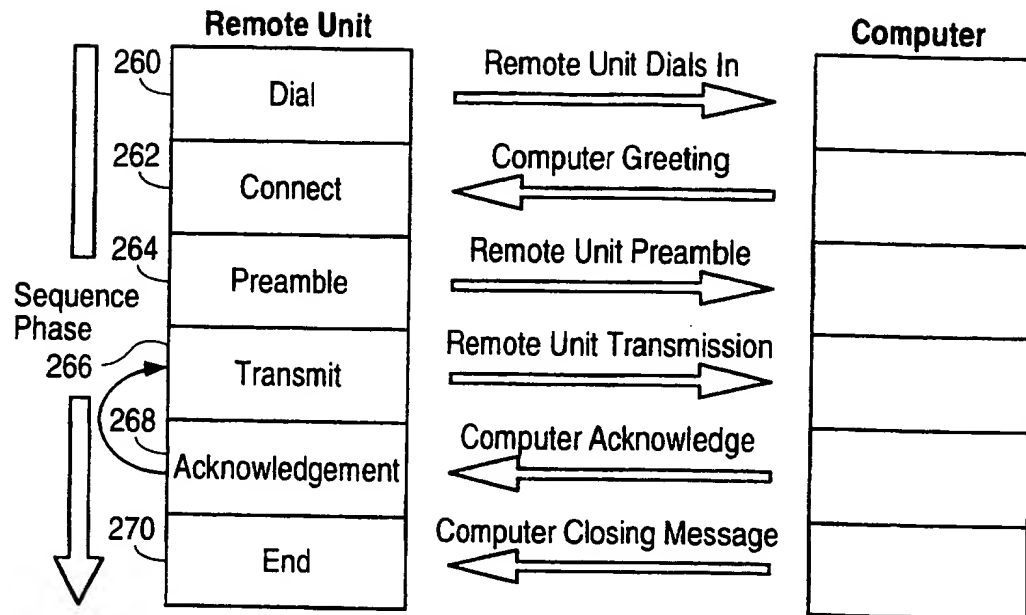 Remote Unit
Computer
260
Dial
Remote Unit Dials In
262
Connect
Computer Greeting
264
Preamble
Remote Unit Preamble
Sequence
Phase
266
Transmit
Remote Unit Transmission
268
Acknowledgement
Computer Acknowledge
270
End
Computer Closing Message